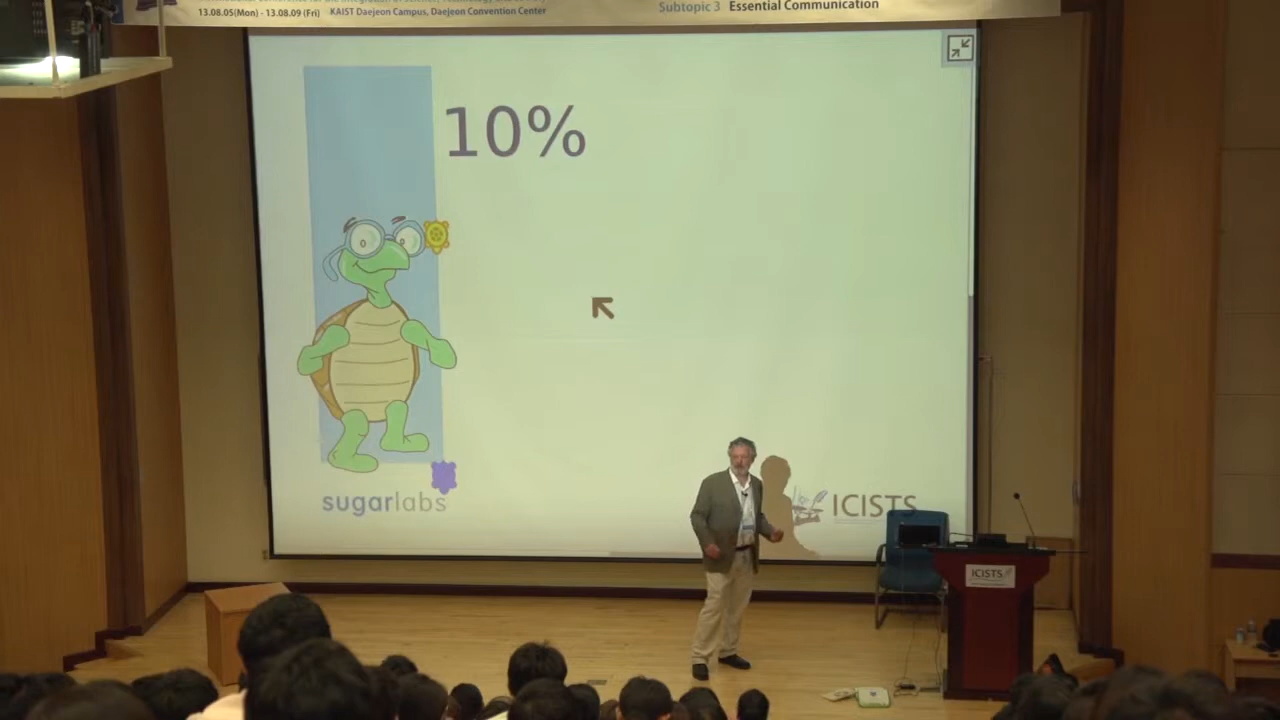 Subtopic 3 Essential Communication
13.08.05(Mon) - 13.08.09 (Fri) KAIST Daejeon Campus, Daejeon Convention Center
10%
sugarlabs
ICISTS
ICISTS